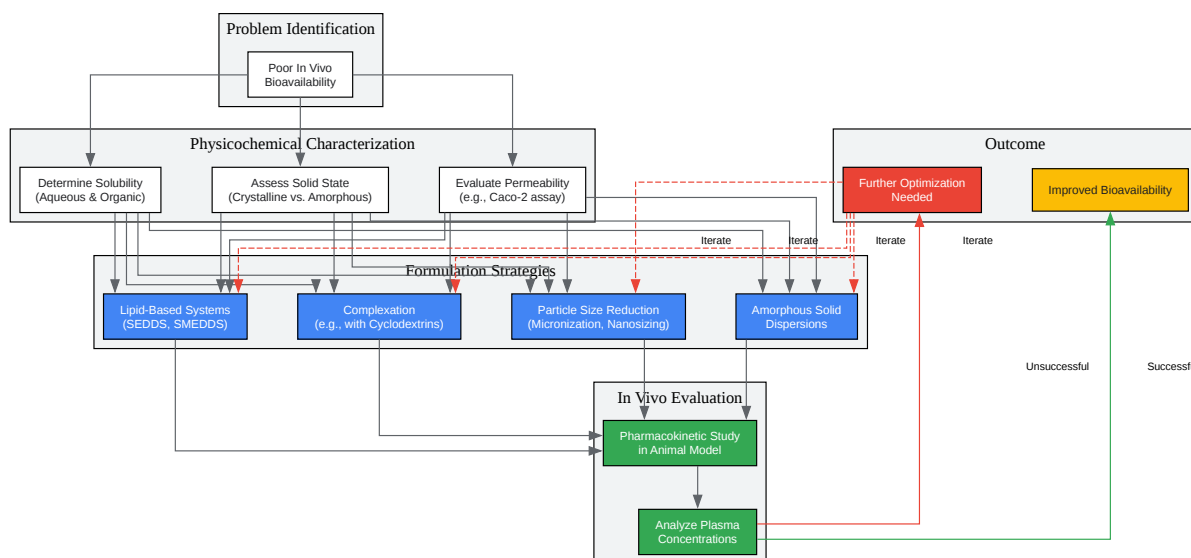 Problem Identification
Poor In Vivo
Bioavailability
Physicochemical Characterization
Determine Solubility
(Aqueous & Organic)
Assess Solid State
(Crystalline vs. Amorphous)
Evaluate Permeability
(e.g., Caco-2 assay)
Outcome
Further Optimization
Needed
Improved Bioavailability
Iterate
Iterate
Iterate
Iterate
Formulation Strategies
Lipid-Based Systems
(SEDDS, SMEDDS)
Complexation
(e.g., with Cyclodextrins)
Particle Size Reduction
(Micronization, Nanosizing)
Amorphous Solid
Dispersions
Unsuccessful
Successf
In Vivo Evaluation
Pharmacokinetic Study
in Animal Model
Analyze Plasma
Concentrations